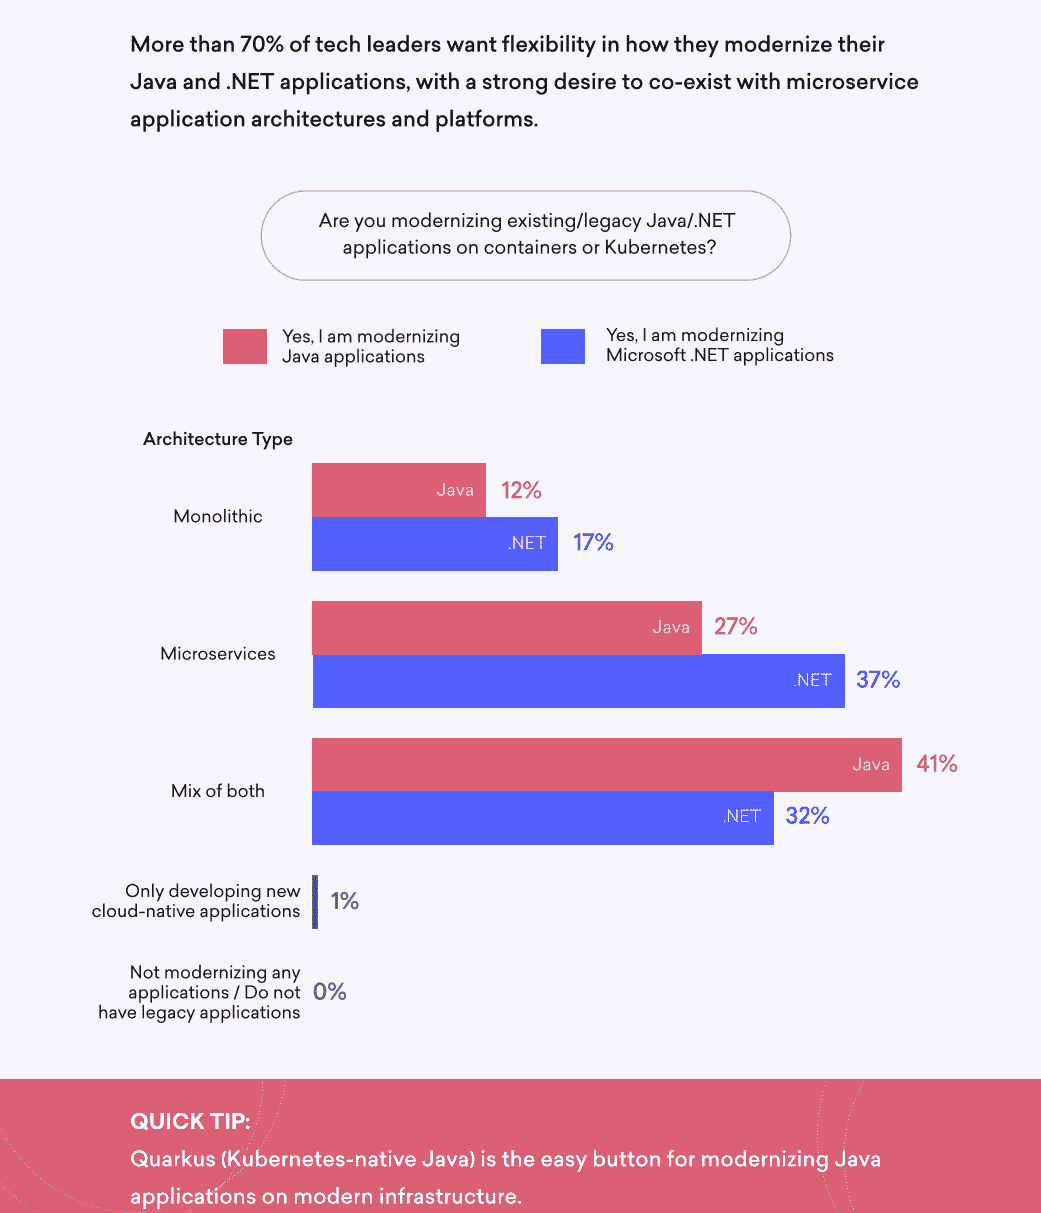 More than 70% of tech leaders want flexibility in how they modernize their
Java and .NET applications, with a strong desire to co-exist with microservice
application architectures and platforms.
Are you modernizing existing/legacy Java/.NET
applications on containers or Kubernetes?
Yes, I am modernizing
Java applications
Yes, I am modernizing
Microsoft .NET applications
Architecture Type
Monolithic
Java
12%
.NET
17%
Microservices
Java
27%
.NET
37%
Mix of both
Java
41%
.NET
32%
Only developing new
cloud-native applications
1%
Not modernizing any
applications / Do not
have legacy applications
0%
QUICK TIP:
Quarkus (Kubernetes-native Java) is the easy button for modernizing Java
applications on modern infrastructure.